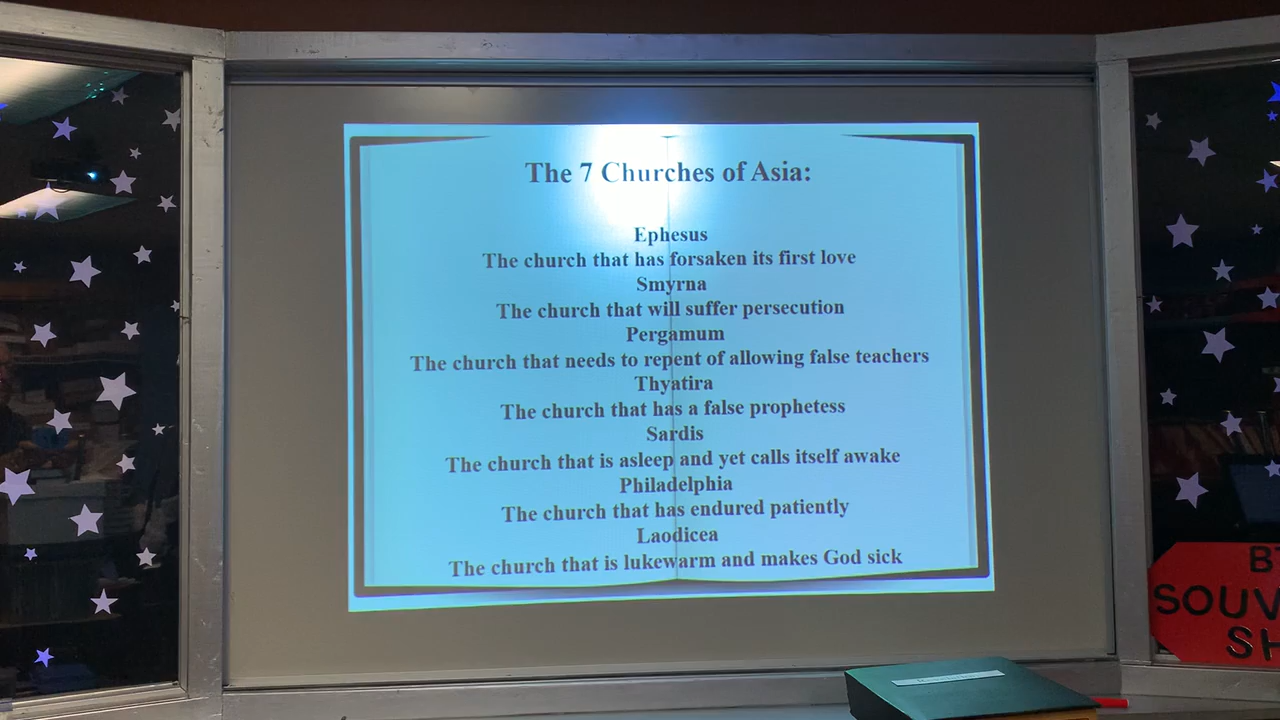 The 7 Churches of Asia:
Ephesus
The church that has forsaken its first love
Smyrna
The church that will suffer persecution
Pergamum
The church that needs to repent of allowing false teachers
Thyatira
The church that has a false prophetess
Sardis
The church that is asleep and yet calls itself awake
Philadelphia
The church that has endured patiently
Laodicea
The church that is lukewarm and makes God sick
SOUV
SH